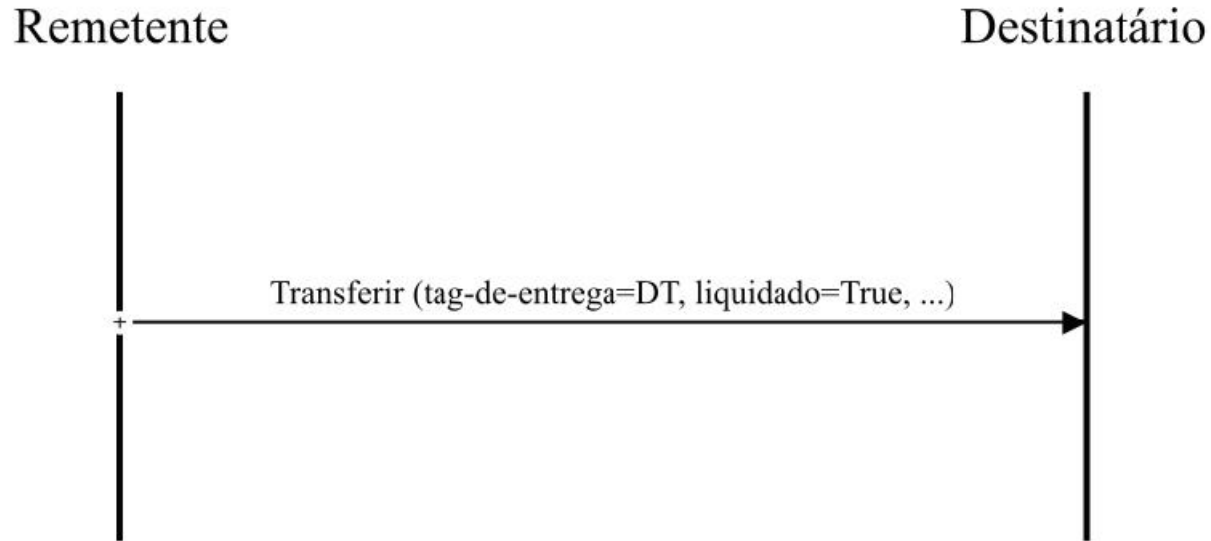 Remetente
Destinatário
Transferir (tag-de-entrega=DT, liquidado=True, ...)
+